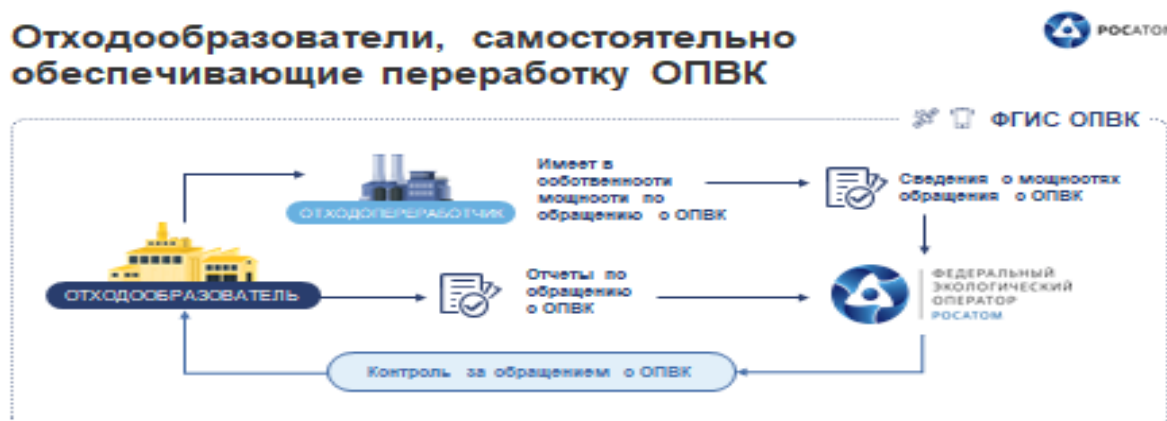 Отходообразователи, самостоятельно
обеспечивающие переработку ОПВК
РОСАТОМ
ФГИС ОПВК
ОТХОДОПЕРЕРАБОТЧИК
Имеет в
собственности
мощности по
обращению с ОПВК
Сведения о мощностях
обращения с ОПВК
ОТХОДООБРАЗОВАТЕЛЬ
Отчеты по
обращению
с ОПВК
ФЕДЕРАЛЬНЫЙ
ЭКОЛОГИЧЕСКИЙ
ОПЕРАТОР
РОСАТОМ
Контроль за обращением с ОПВК